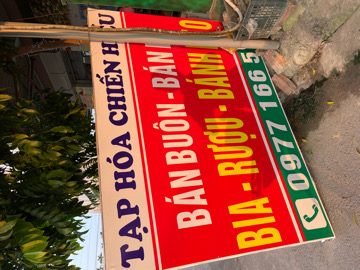 TẠP HÓA CHIẾN H
BÁN BUÔN - BÁN
BIA - RƯỢU - BÁNH
0977 166 5